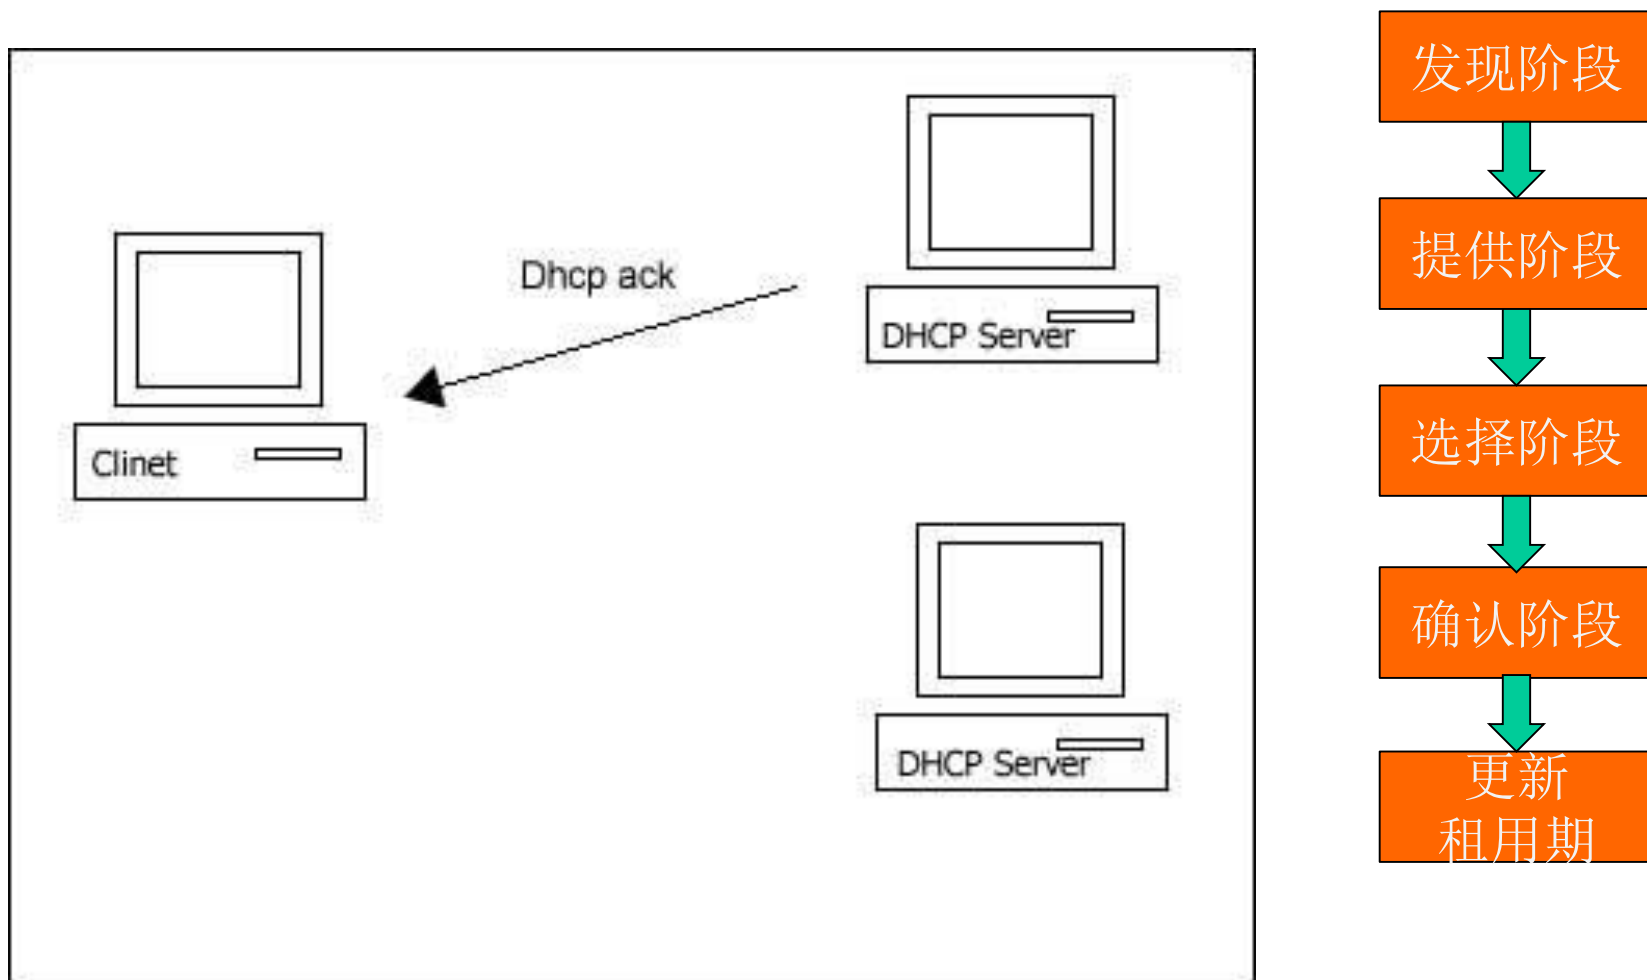 Dhcp ack
DHCP Server
Clinet
DHCP Server
发现阶段
提供阶段
选择阶段
确认阶段
更新
租用期